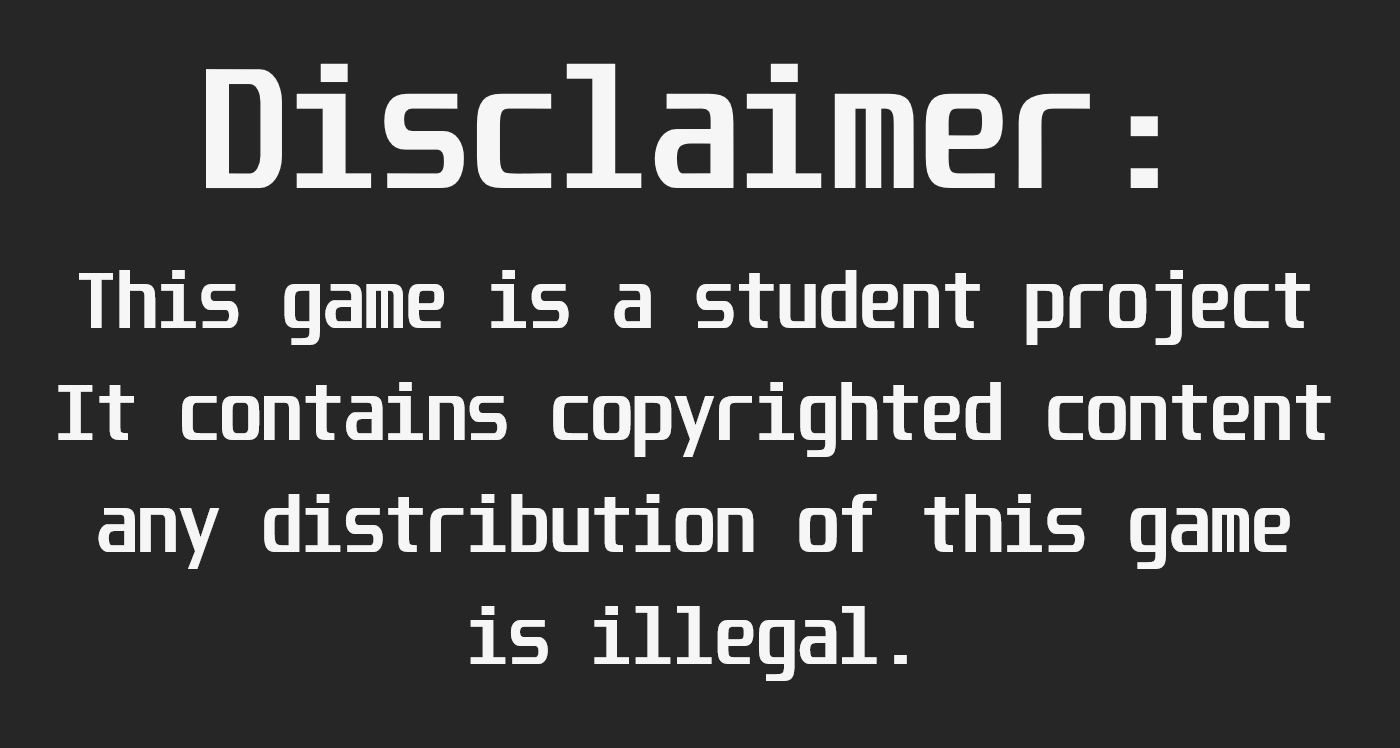 Disclaimer:
This game is a student project
It contains copyrighted content
any distribution of this game
is illegal.